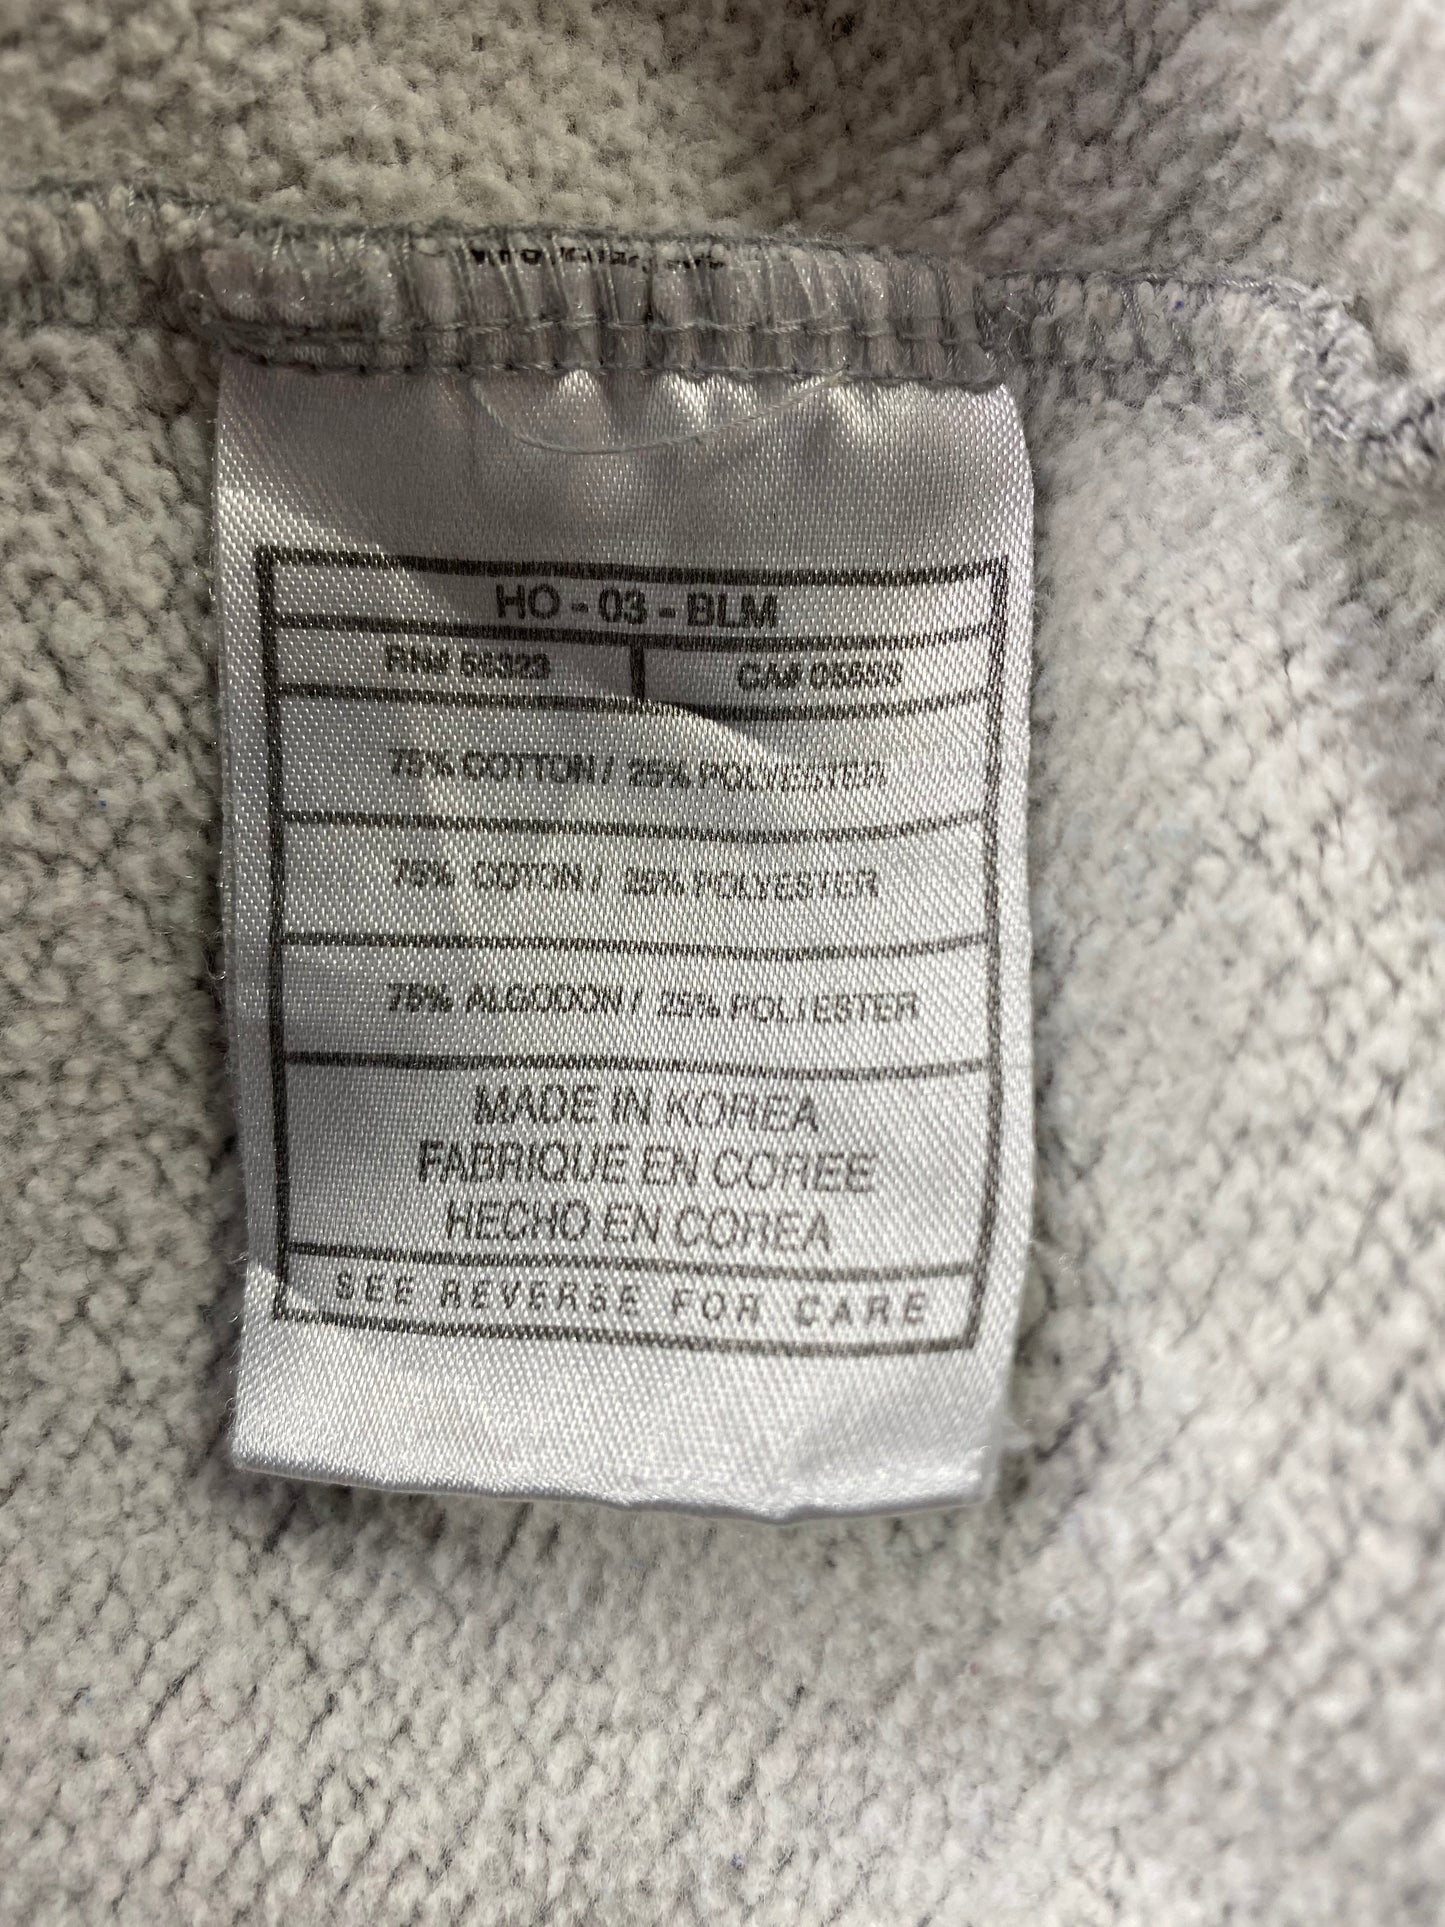 HO - 03 - BLM
RN# 56323
CA# 05553
75% COTTON / 25% POLYESTER
75% COTON / 25% POLYESTER
75% ALGODON / 25% POLIESTER
MADE IN KOREA
FABRIQUE EN COREE
HECHO EN COREA
SEE REVERSE FOR CARE